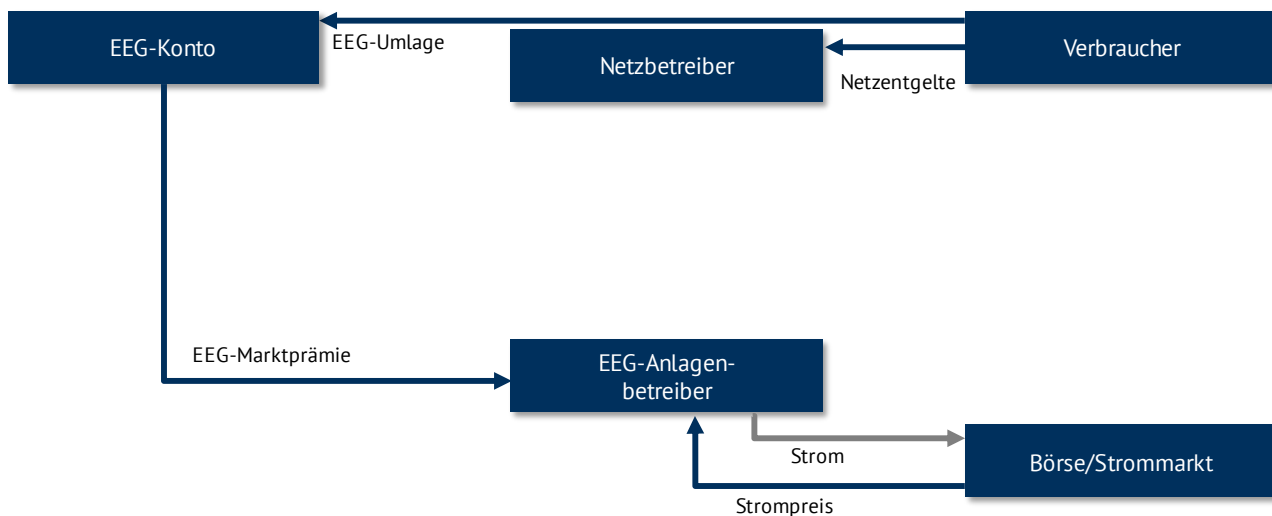 EEG-Konto
EEG-Umlage
Netzbetreiber
Verbraucher
Netzentgelte
EEG-Marktprämie
EEG-Anlagen-
betreiber
Strom
Börse/Strommarkt
Strompreis